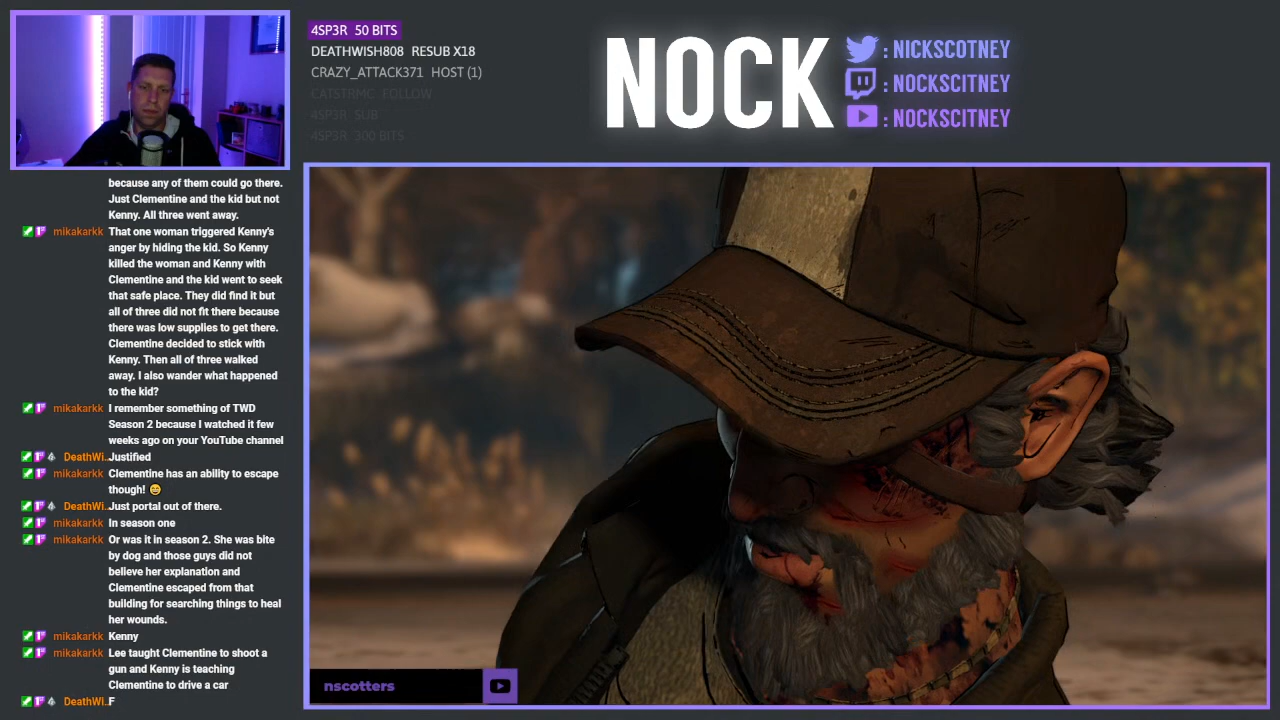 4SP3R 50 BITS
DEATHWISH808 RESUB X18
CRAZY_ATTACK371 HOST (1)
CATSTRMC FOLLOW
4SP3R SUB
4SP3R 300 BITS
NOCK
: NICKSCOTNEY
: NOCKSCITNEY
: NOCKSCITNEY
because any of them could go there.
Just Clementine and the kid but not
Kenny. All three went away.
mikakarkk That one woman triggered Kenny's
anger by hiding the kid. So Kenny
killed the woman and Kenny with
Clementine and the kid went to seek
that safe place. They did find it but
all of three did not fit there because
there was low supplies to get there.
Clementine decided to stick with
Kenny. Then all of three walked
away. I also wander what happened
to the kid?
mikakarkk I remember something of TWD
Season 2 because I watched it few
weeks ago on your YouTube channel
DeathWi.. Justified
mikakarkk Clementine has an ability to escape
though! 😄
DeathWi.. Just portal out of there.
mikakarkk In season one
mikakarkk Or was it in season 2. She was bite
by dog and those guys did not
believe her explanation and
Clementine escaped from that
building for searching things to heal
her wounds.
mikakarkk Kenny
mikakarkk Lee taught Clementine to shoot a
gun and Kenny is teaching
Clementine to drive a car
DeathWi.. F
nscotters